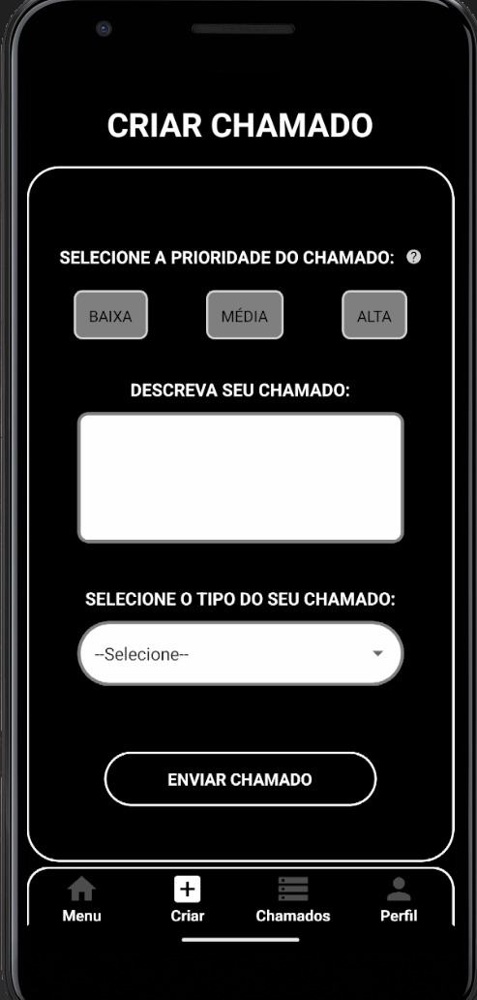 CRIAR CHAMADO
SELECIONE A PRIORIDADE DO CHAMADO: ?
BAIXA MÉDIA ALTA
DESCREVA SEU CHAMADO:
SELECIONE O TIPO DO SEU CHAMADO:
--Selecione--
ENVIAR CHAMADO
Menu Criar Chamados Perfil